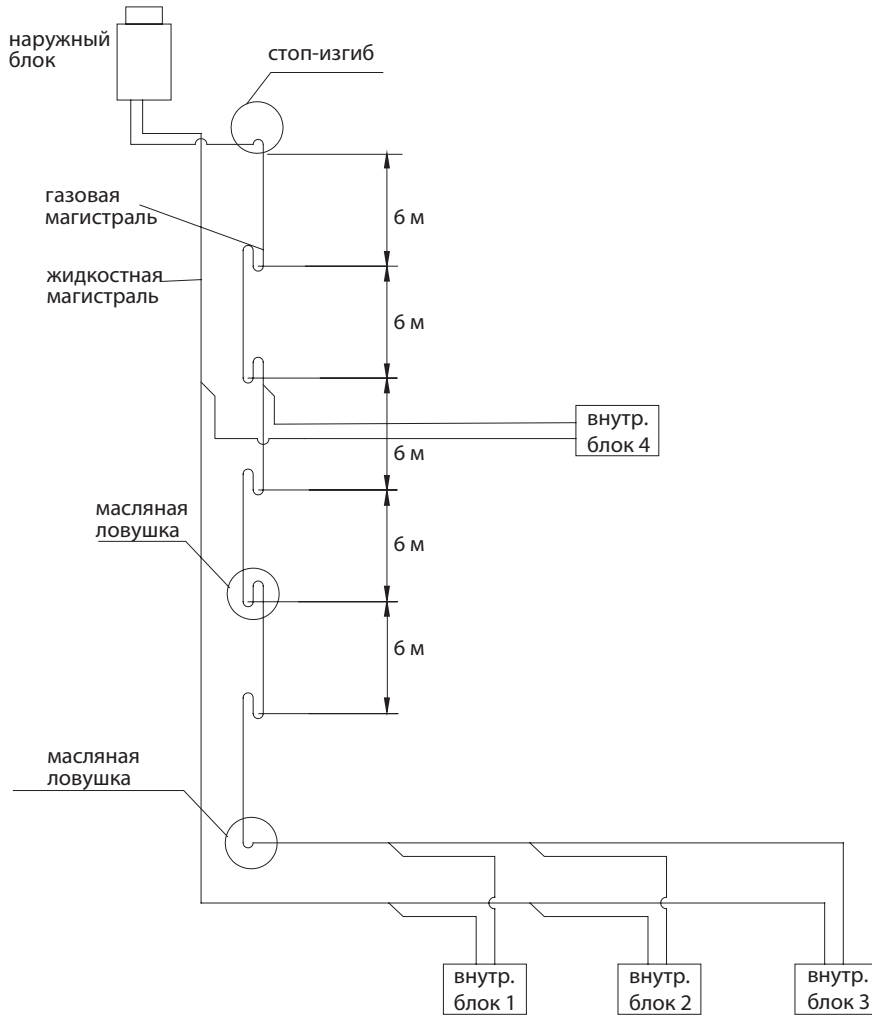 наружный
блок
стоп-изгиб
газовая
магистраль
6 м
жидкостная
магистраль
6 м
внутр.
блок 4
6 м
масляная
ловушка
6 м
6 м
масляная
ловушка
внутр.
блок 1
внутр.
блок 2
внутр.
блок 3